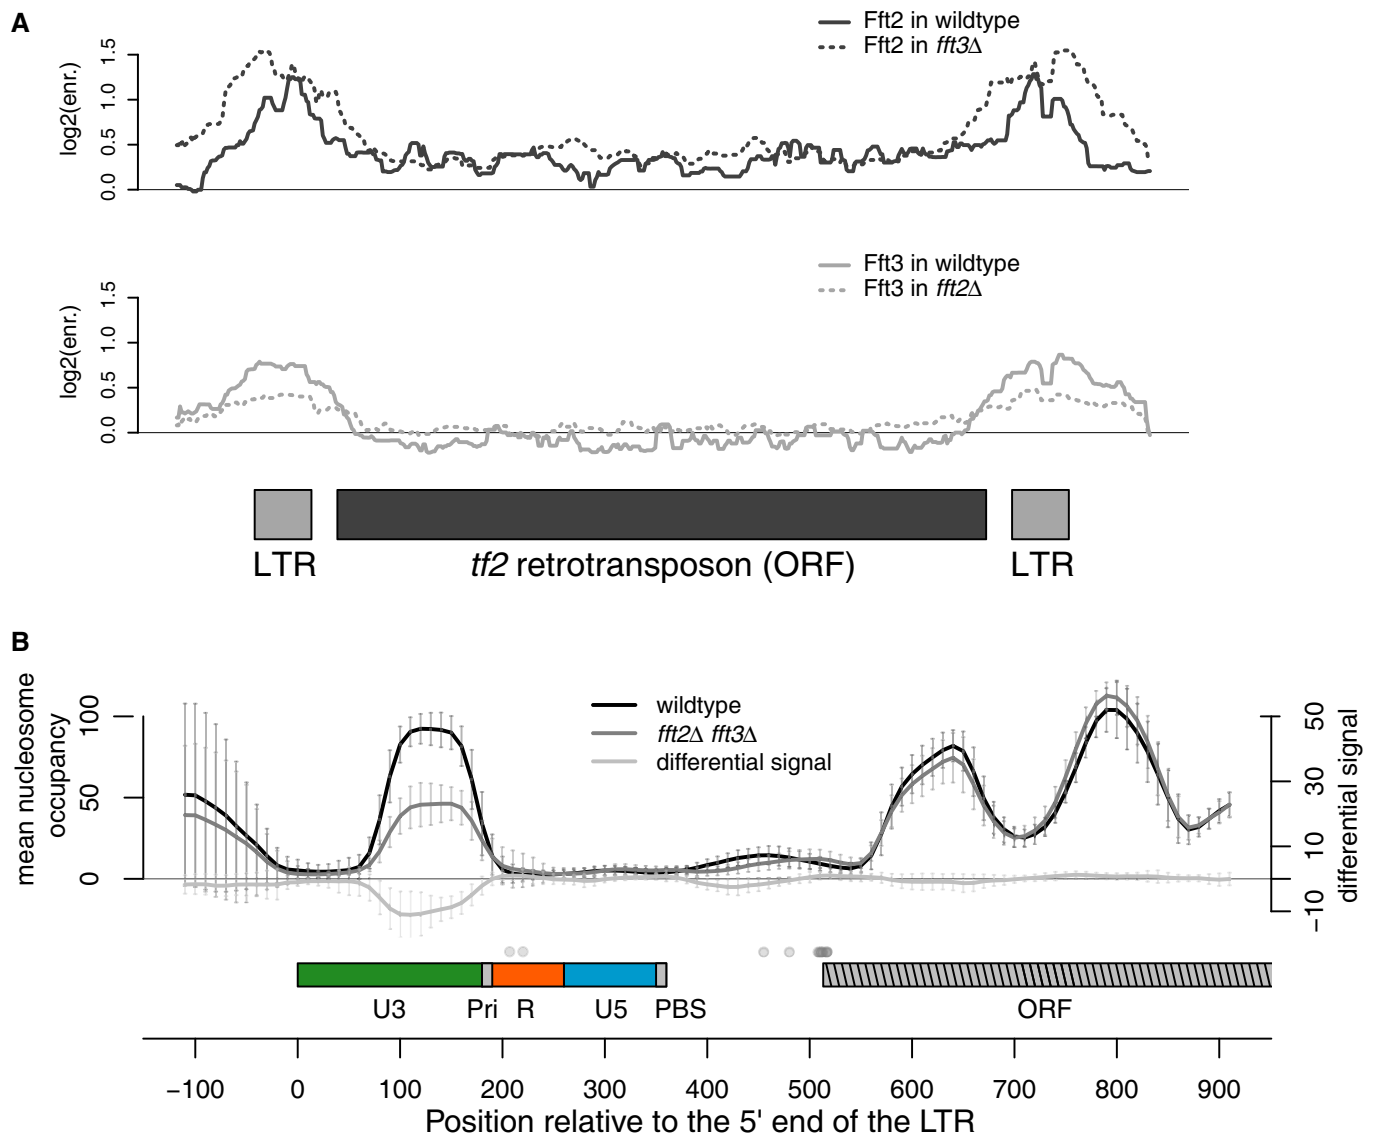 A
Fft2 in wildtype
Fft2 in fft3Δ
log2(enr.)
1.5
1.0
0.5
0.0
Fft3 in wildtype
Fft3 in fft2Δ
log2(enr.)
1.5
1.0
0.5
0.0
LTR
tf2 retrotransposon (ORF)
LTR
B
mean nucleosome
occupancy
100
50
0
wildtype
fft2Δ fft3Δ
differential signal
50
30
10
−10
differential signal
U3
Pri
R
U5
PBS
ORF
−100 0 100 200 300 400 500 600 700 800 900
Position relative to the 5' end of the LTR